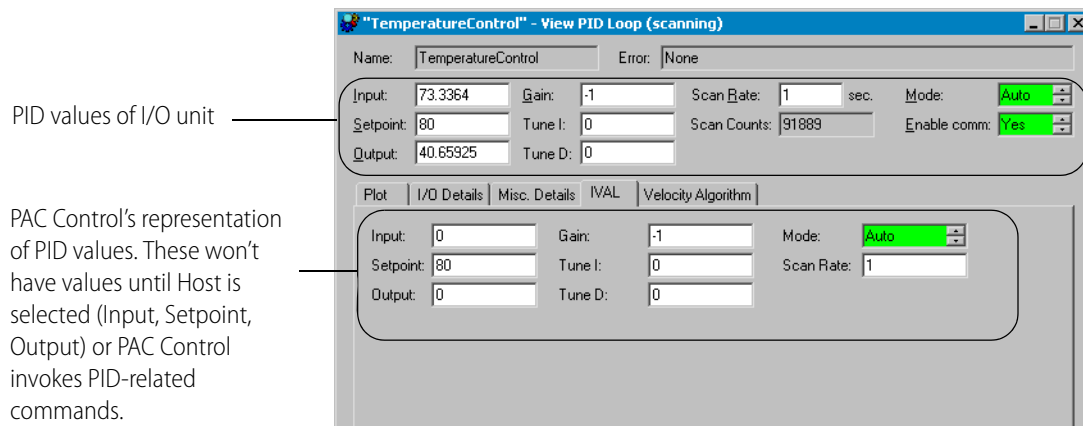 "TemperatureControl" - View PID Loop (scanning)
Name: TemperatureControl Error: None
PID values of I/O unit
Input: 73.3364 Gain: -1 Scan Rate: 1 sec. Mode: Auto
Setpoint: 80 Tune I: 0 Scan Counts: 91889 Enable comm: Yes
Output: 40.65925 Tune D: 0
Plot I/O Details Misc. Details IVAL Velocity Algorithm
PAC Control's representation
of PID values. These won't
have values until Host is
selected (Input, Setpoint,
Output) or PAC Control
invokes PID-related
commands.
Input: 0 Gain: -1 Mode: Auto
Setpoint: 80 Tune I: 0 Scan Rate: 1
Output: 0 Tune D: 0